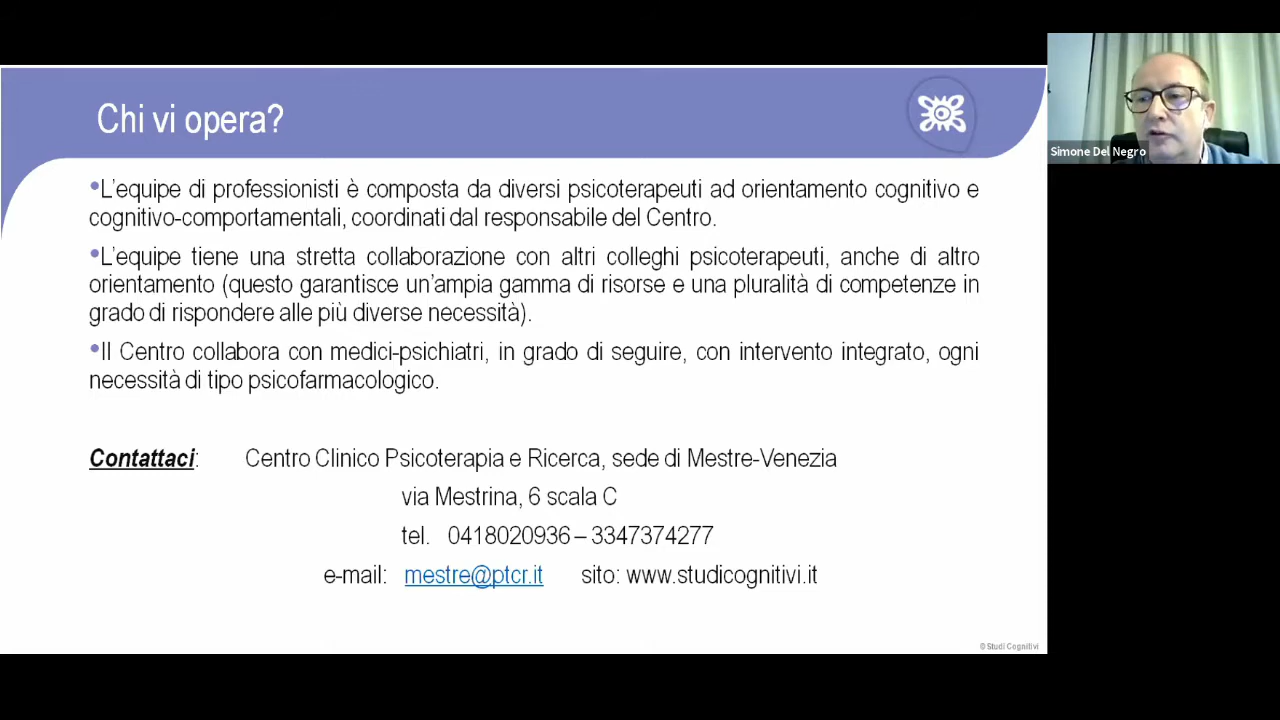 Chi vi opera?
Simone Del Negro
•L'equipe di professionisti è composta da diversi psicoterapeuti ad orientamento cognitivo e
cognitivo-comportamentali, coordinati dal responsabile del Centro.
•L'equipe tiene una stretta collaborazione con altri colleghi psicoterapeuti, anche di altro
orientamento (questo garantisce un'ampia gamma di risorse e una pluralità di competenze in
grado di rispondere alle più diverse necessità).
•Il Centro collabora con medici-psichiatri, in grado di seguire, con intervento integrato, ogni
necessità di tipo psicofarmacologico.
Contattaci: Centro Clinico Psicoterapia e Ricerca, sede di Mestre-Venezia
via Mestrina, 6 scala C
tel. 0418020936 – 3347374277
e-mail: mestre@ptcr.it sito: www.studicognitivi.it
© Studi Cognitivi